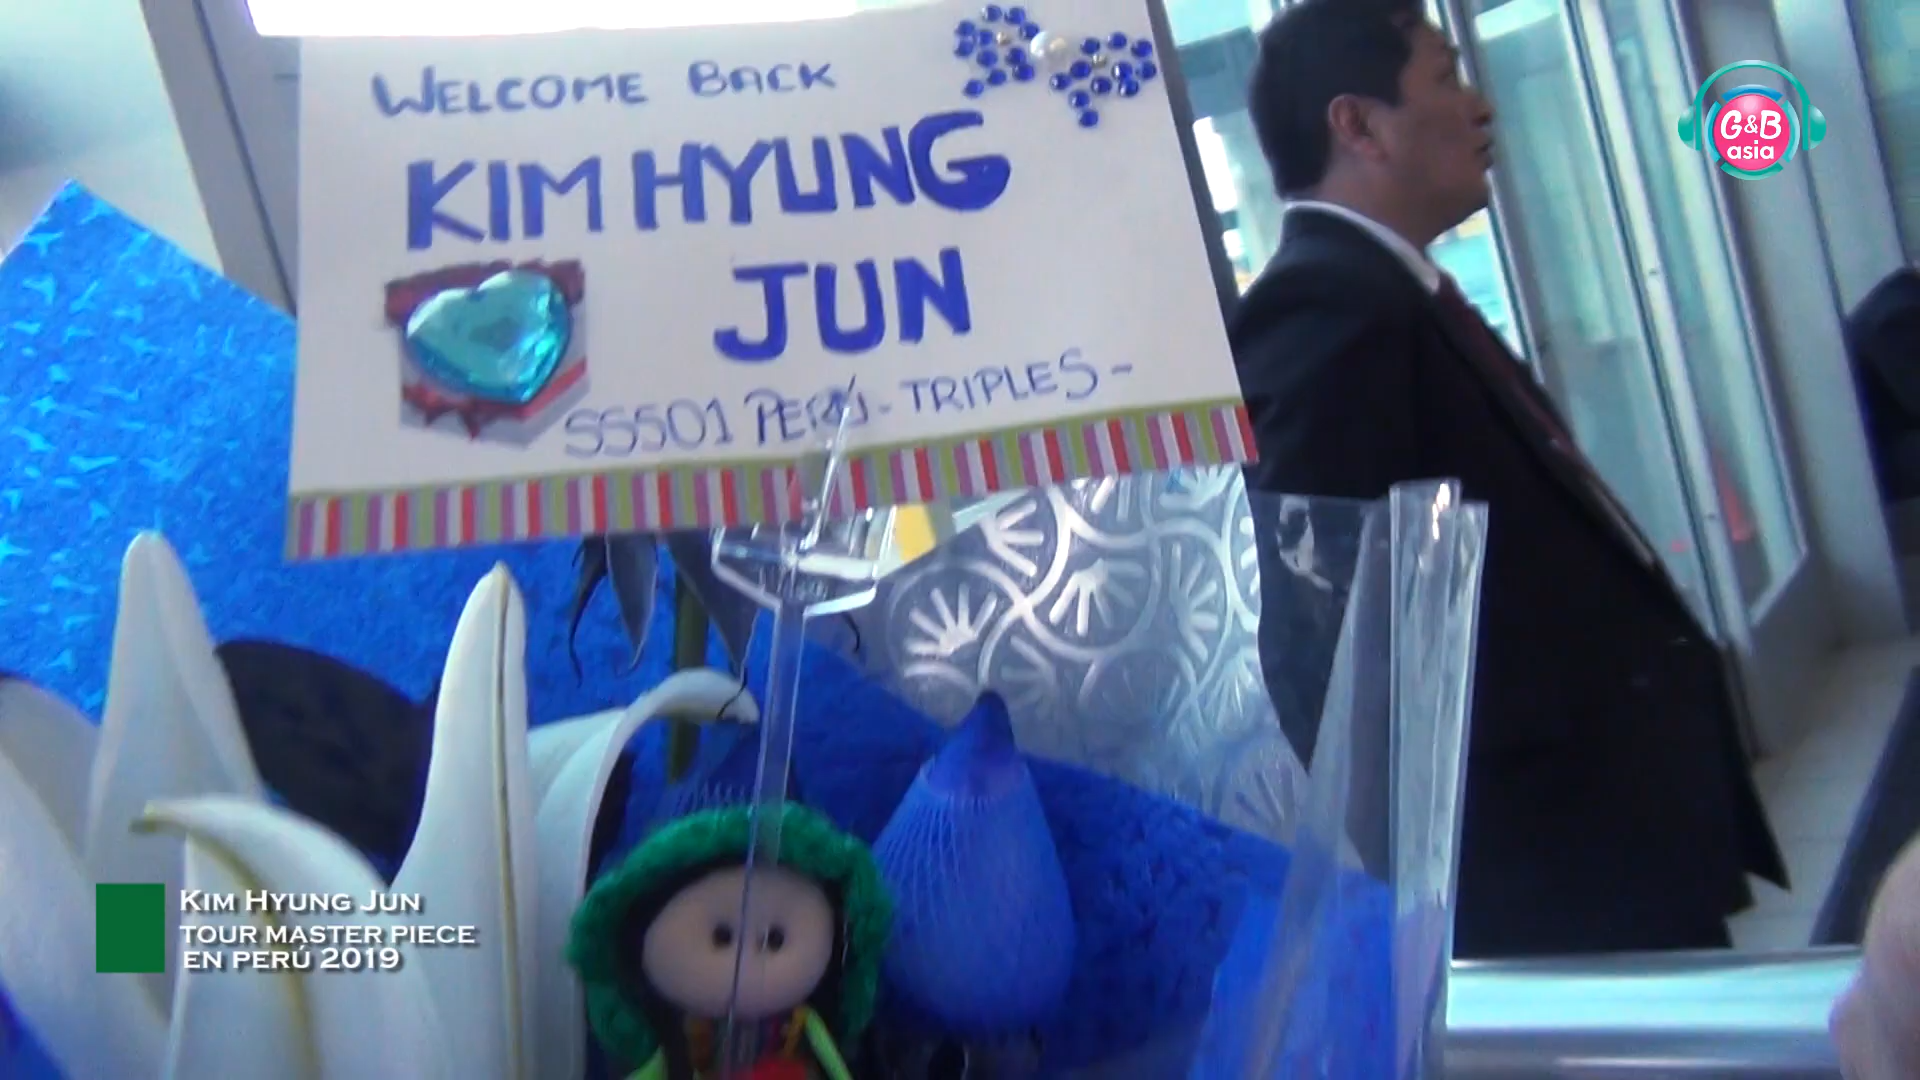 WELCOME BACK
KIM HYUNG
JUN
SS501 PERÚ - TRIPLES -
G&B
asia
KIM HYUNG JUN
TOUR MASTER PIECE
EN PERÚ 2019